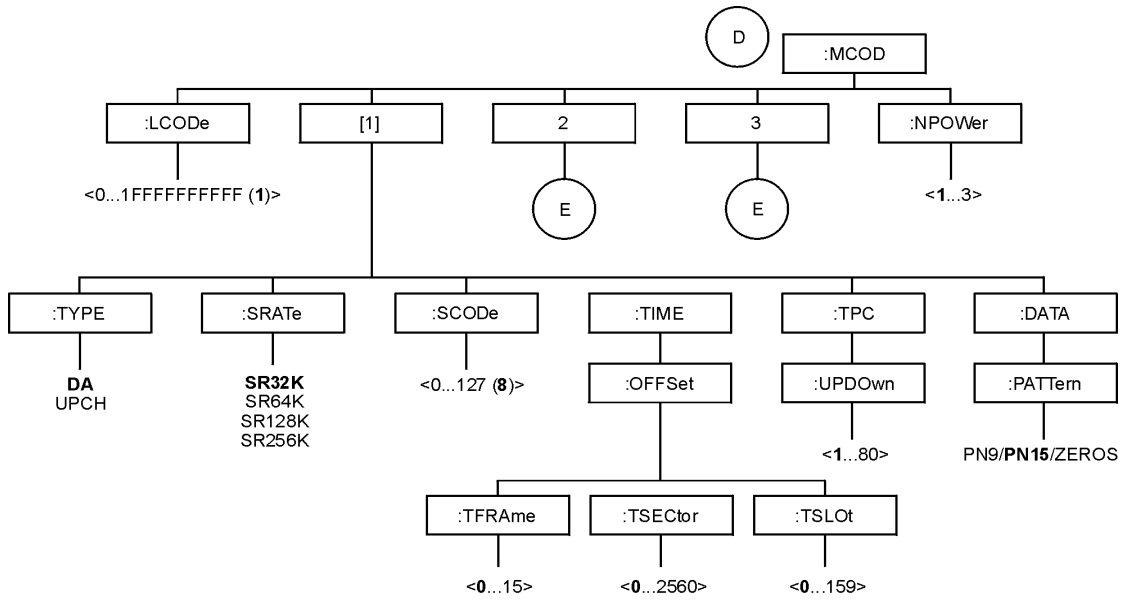 D
:MCOD
:LCODe
[1]
2
3
:NPOWer
<0...1FFFFFFFFFF (1)>
E
E
<1...3>
:TYPE
:SRATe
:SCODe
:TIME
:TPC
:DATA
DA
UPCH
SR32K
SR64K
SR128K
SR256K
<0...127 (8)>
:OFFSet
:UPDOwn
:PATTern
<1...80>
PN9/PN15/ZEROS
:TFRAme
:TSECtor
:TSLOt
<0...15>
<0...2560>
<0...159>